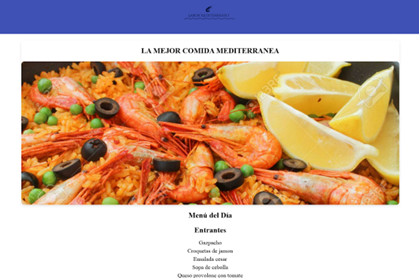 LA MEJOR COMIDA MEDITERRANEA
Menú del Día
Entrantes
Gazpacho
Croquetas de jamon
Ensalada cesar
Sopa de cebolla
Queso provolone con tomate